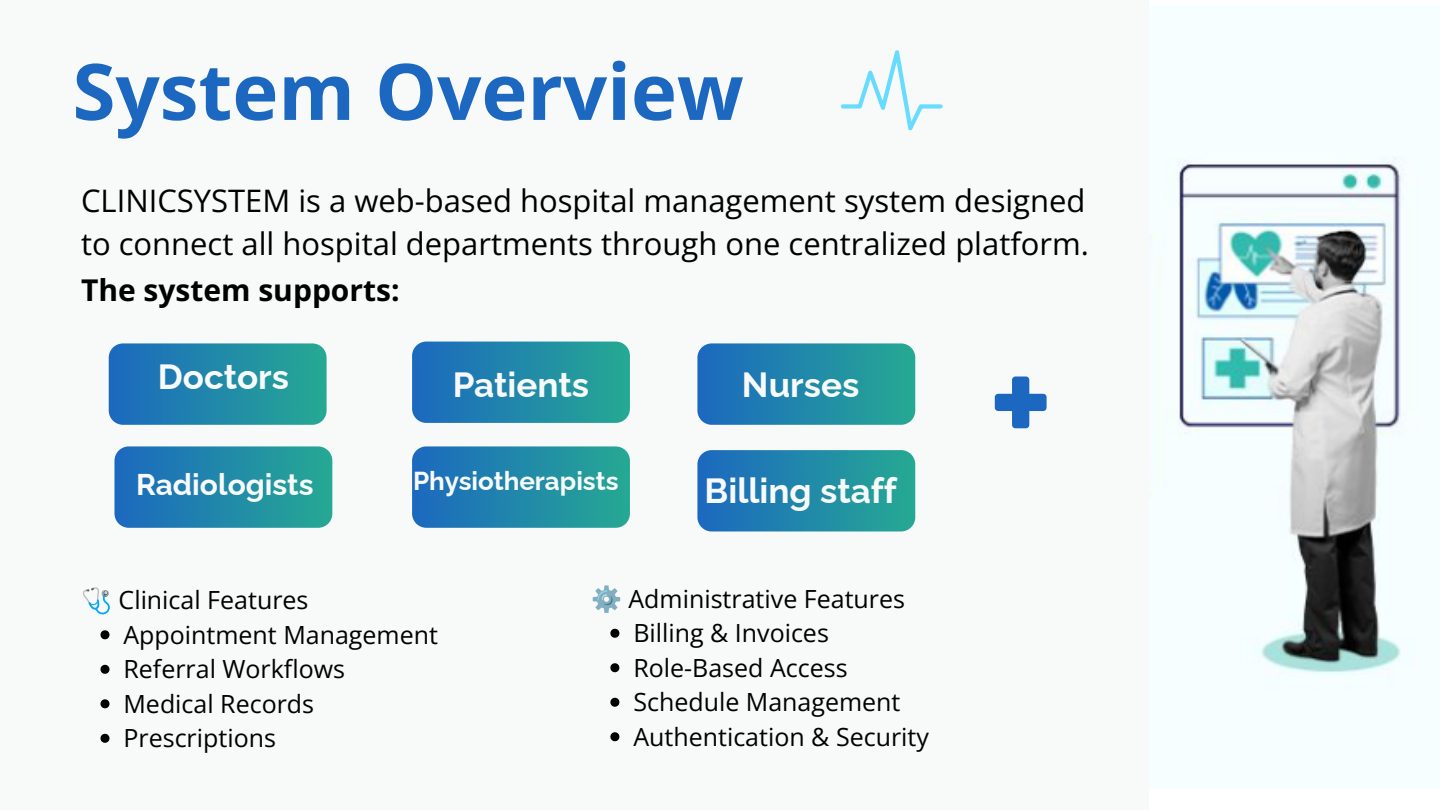 System Overview
CLINICSYSTEM is a web-based hospital management system designed
to connect all hospital departments through one centralized platform.
The system supports:
Doctors
Patients
Nurses
Radiologists
Physiotherapists
Billing staff
🩺 Clinical Features
• Appointment Management
• Referral Workflows
• Medical Records
• Prescriptions
⚙️ Administrative Features
• Billing & Invoices
• Role-Based Access
• Schedule Management
• Authentication & Security